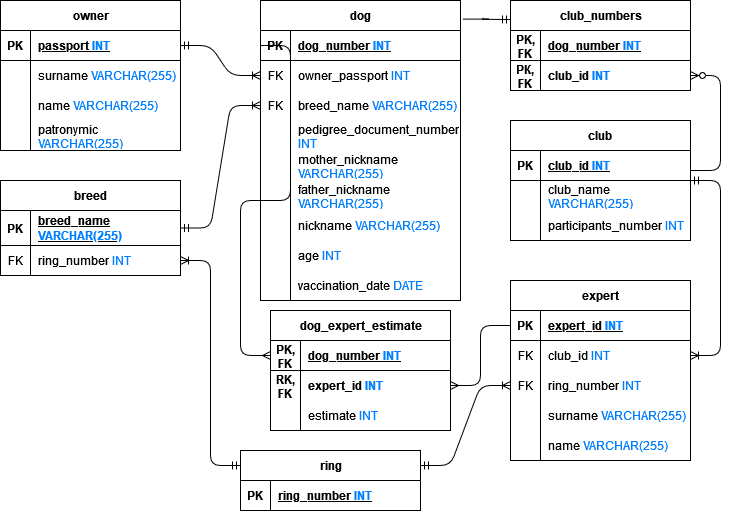 owner
PK passport INT
surname VARCHAR(255)
name VARCHAR(255)
patronymic
VARCHAR(255)
breed
PK breed_name
VARCHAR(255)
FK ring_number INT
dog
PK dog_number INT
FK owner_passport INT
FK breed_name VARCHAR(255)
pedigree_document_number
INT
mother_nickname
VARCHAR(255)
father_nickname
VARCHAR(255)
nickname VARCHAR(255)
age INT
vaccination_date DATE
club_numbers
PK,
FK dog_number INT
PK,
FK club_id INT
club
PK club_id INT
club_name
VARCHAR(255)
participants_number INT
dog_expert_estimate
PK,
FK dog_number INT
RK,
FK expert_id INT
estimate INT
expert
PK expert_id INT
FK club_id INT
FK ring_number INT
surname VARCHAR(255)
name VARCHAR(255)
ring
PK ring_number INT